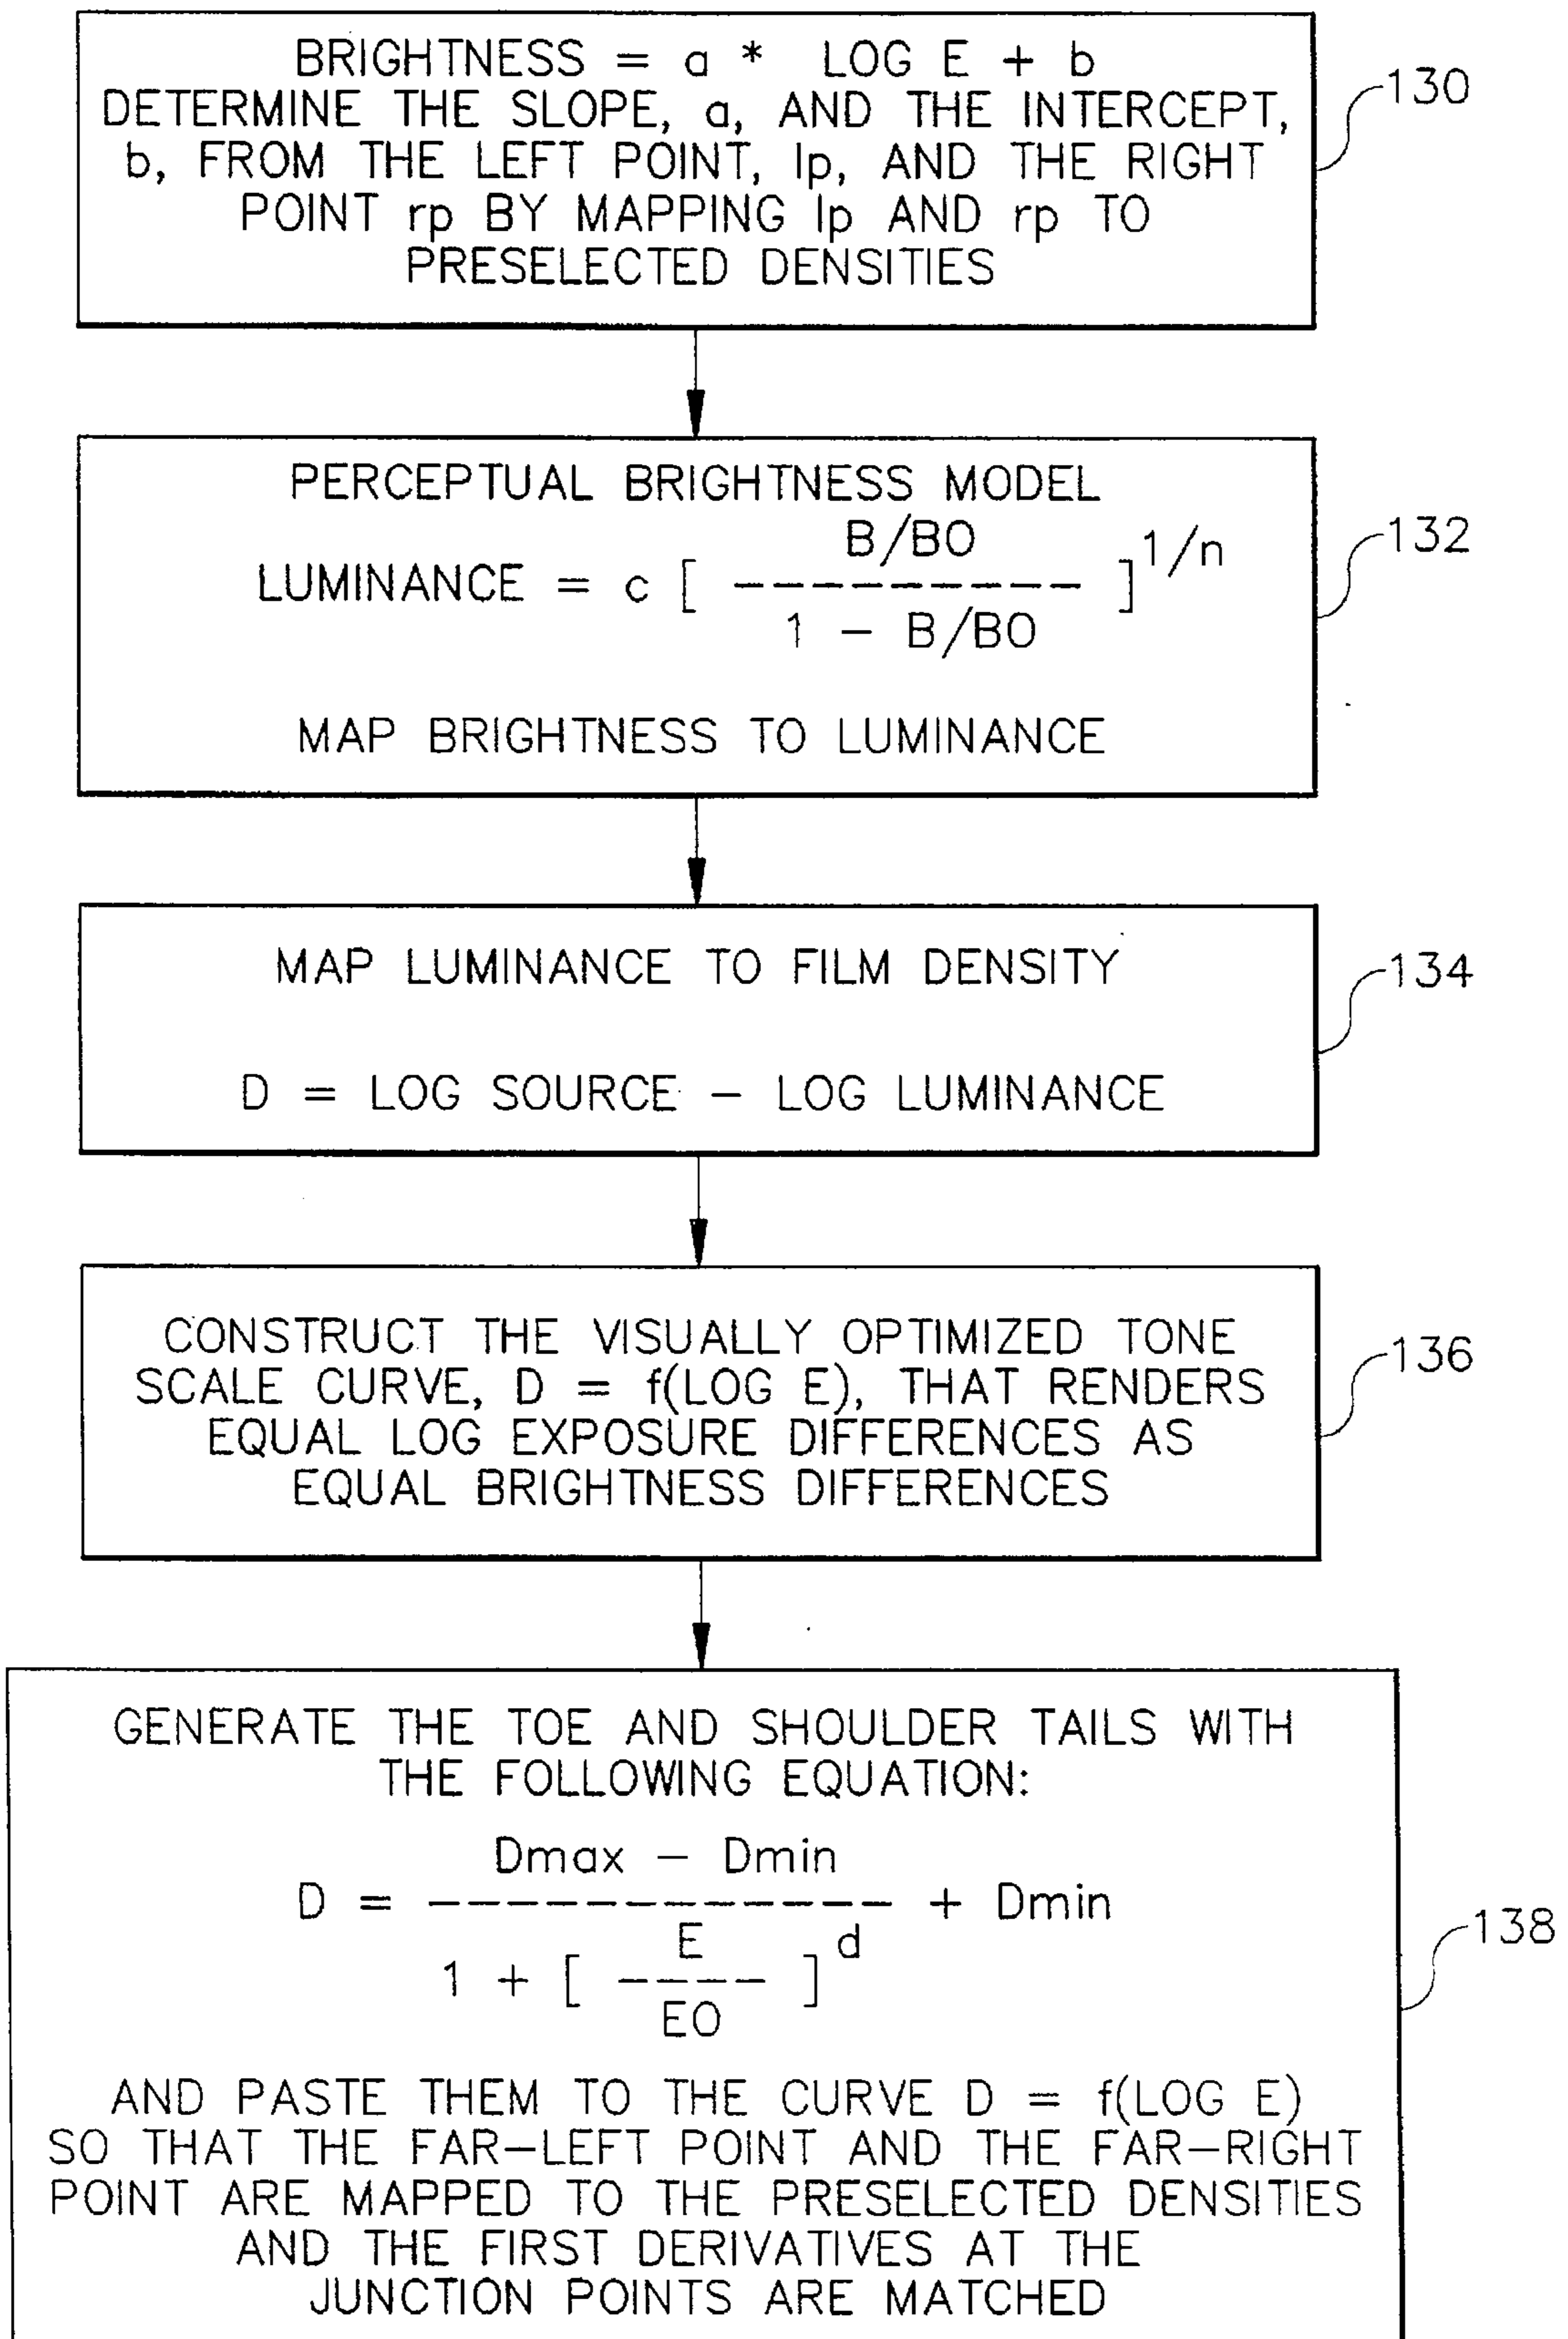 BRIGHTNESS = a * LOG E + b
DETERMINE THE SLOPE, a, AND THE INTERCEPT,
b, FROM THE LEFT POINT, lp, AND THE RIGHT
POINT rp BY MAPPING lp AND rp TO
PRESELECTED DENSITIES
130
PERCEPTUAL BRIGHTNESS MODEL
B/B0
LUMINANCE = c [ --------- ]1/n
1 - B/B0
MAP BRIGHTNESS TO LUMINANCE
132
MAP LUMINANCE TO FILM DENSITY
D = LOG SOURCE - LOG LUMINANCE
134
CONSTRUCT THE VISUALLY OPTIMIZED TONE
SCALE CURVE, D = f(LOG E), THAT RENDERS
EQUAL LOG EXPOSURE DIFFERENCES AS
EQUAL BRIGHTNESS DIFFERENCES
136
GENERATE THE TOE AND SHOULDER TAILS WITH
THE FOLLOWING EQUATION:
Dmax - Dmin
D = ------------ + Dmin
E
1 + [ ---- ]d
E0
AND PASTE THEM TO THE CURVE D = f(LOG E)
SO THAT THE FAR-LEFT POINT AND THE FAR-RIGHT
POINT ARE MAPPED TO THE PRESELECTED DENSITIES
AND THE FIRST DERIVATIVES AT THE
JUNCTION POINTS ARE MATCHED
138